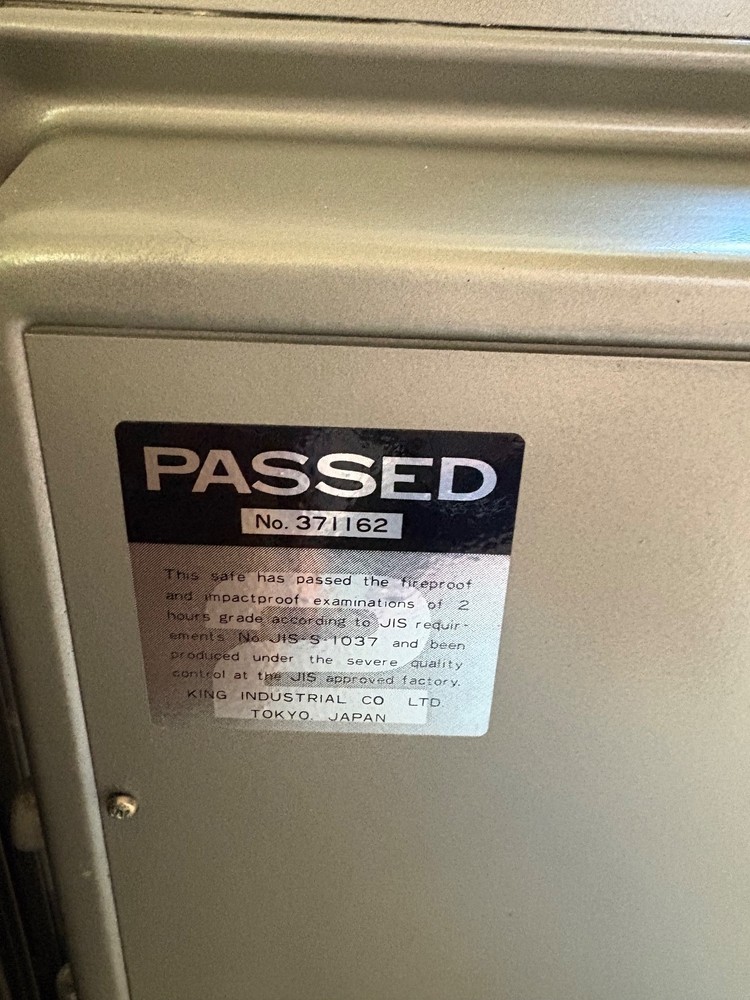 PASSED
No. 371162
This safe has passed the fireproof
and impactproof examinations of 2
hours grade according to JIS requir-
ements No. JIS-S-1037 and been
produced under the severe quality
control at the JIS approved factory.
KING INDUSTRIAL CO LTD.
TOKYO. JAPAN